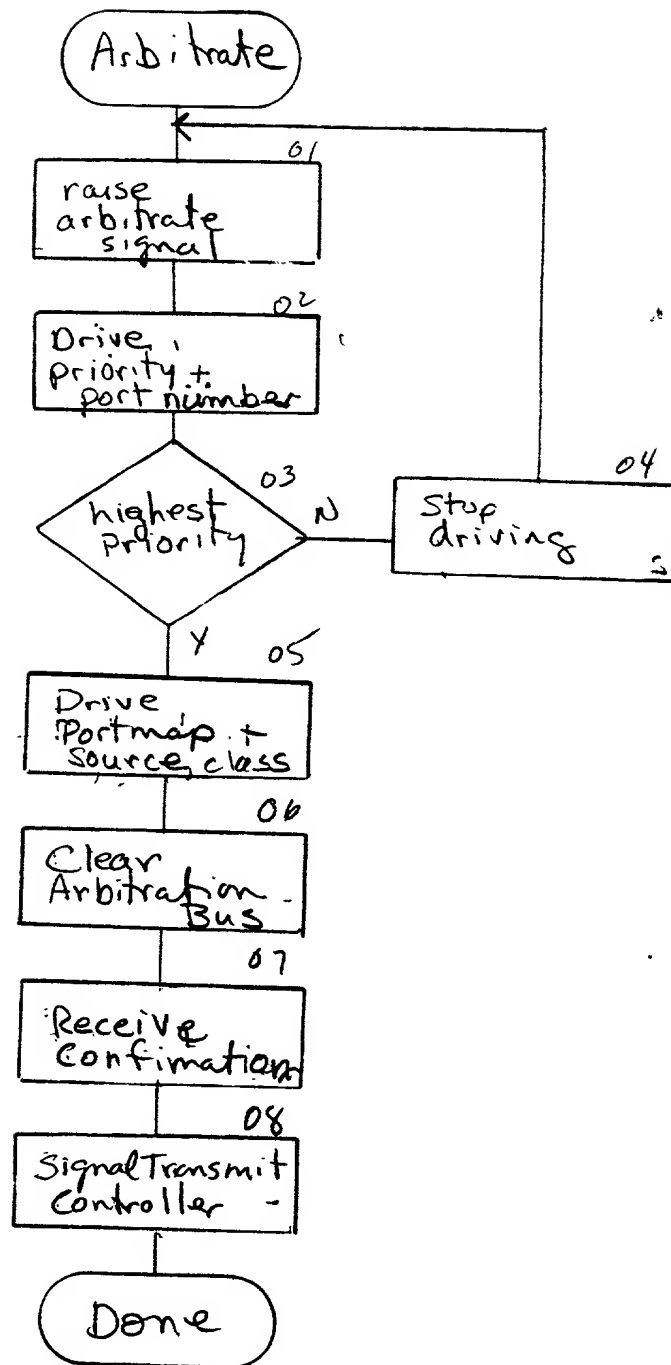 Arbitrate
01
raise
arbitrate
signal
02
Drive
priority +
port number
03
highest
priority
N
04
Stop
driving
Y
05
Drive
Portmap +
source class
06
Clear
Arbitration
Bus
07
Receive
Confimation
08
Signal Transmit
Controller
Done